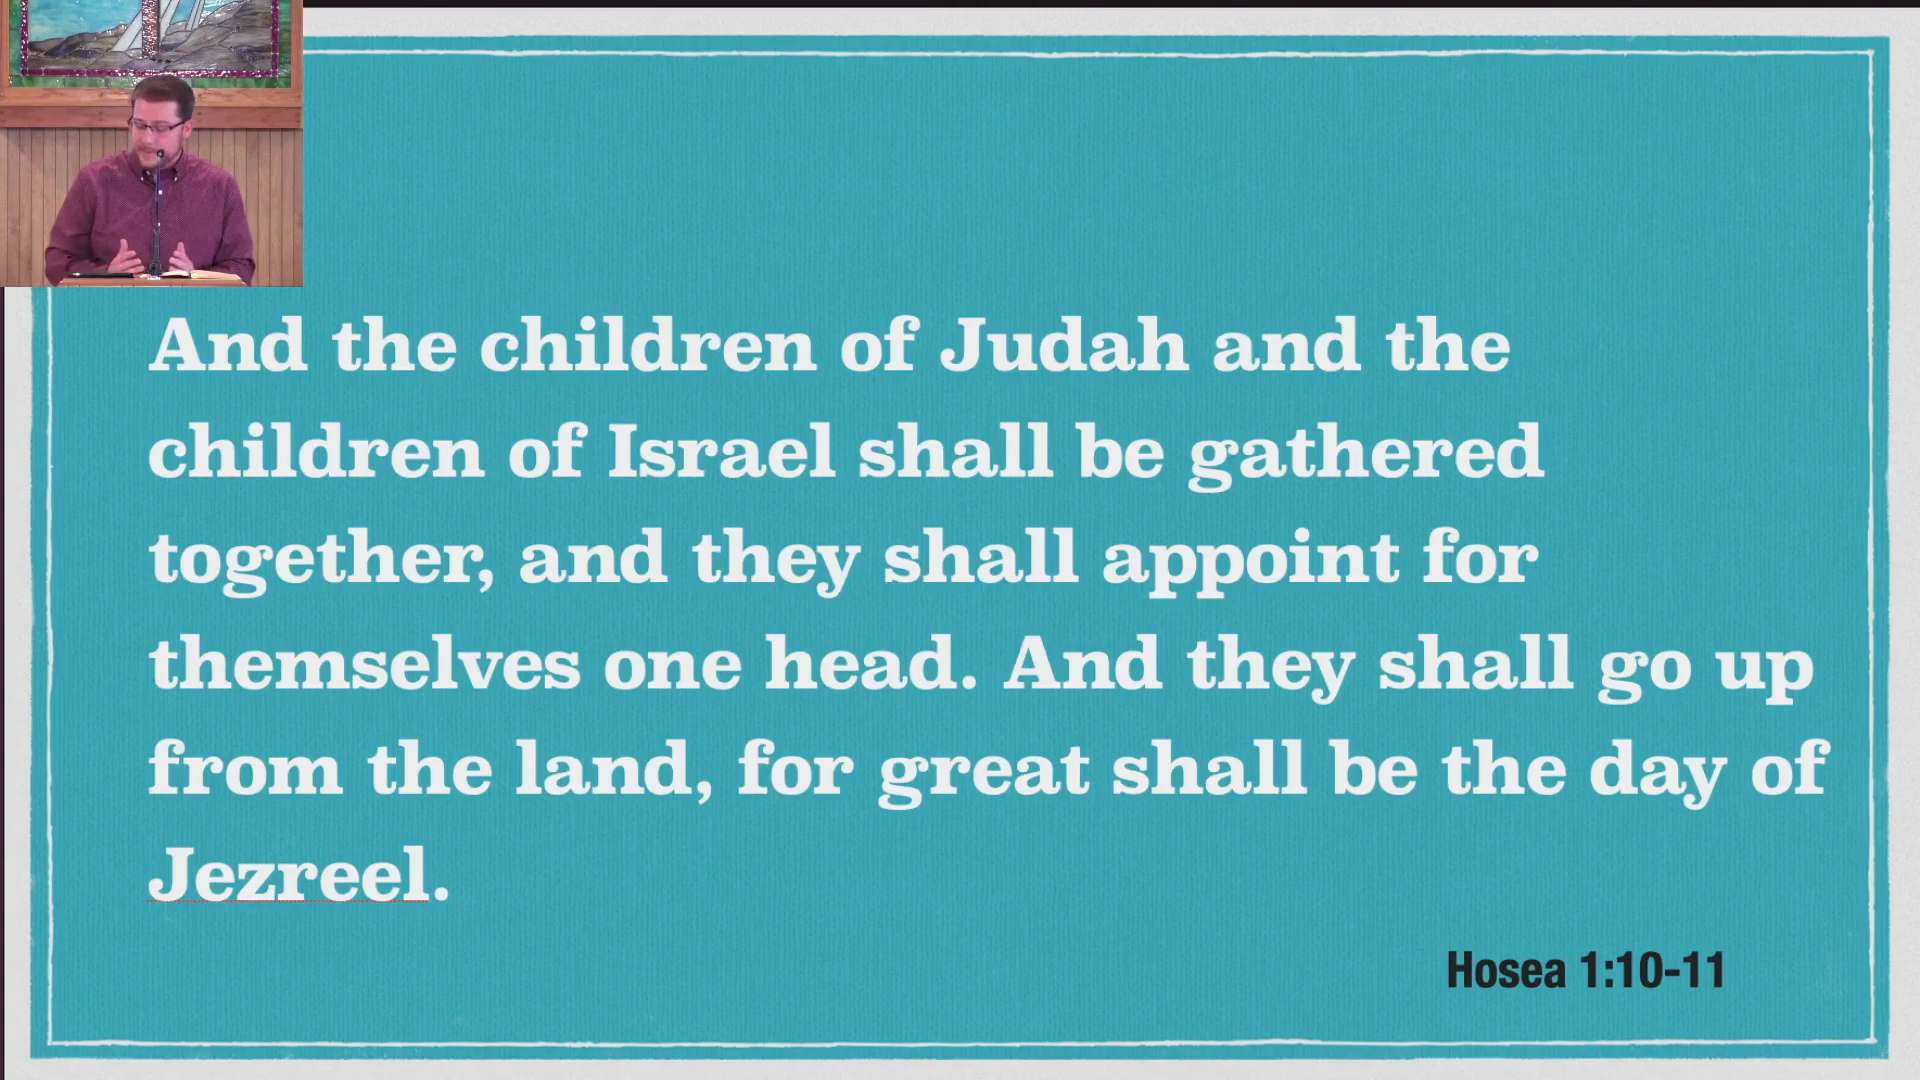 And the children of Judah and the
children of Israel shall be gathered
together, and they shall appoint for
themselves one head. And they shall go up
from the land, for great shall be the day of
Jezreel.
Hosea 1:10-11